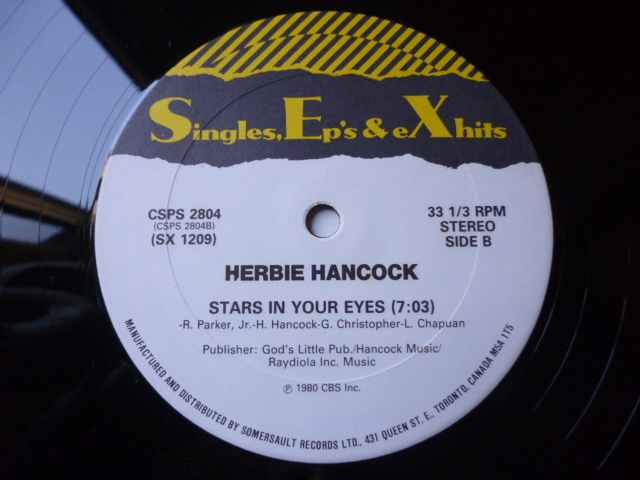 Singles, Ep's & eXhits
CSPS 2804
(CSPS 2804B)
(SX 1209)
33 1/3 RPM
STEREO
SIDE B
HERBIE HANCOCK
STARS IN YOUR EYES (7:03)
-R. Parker, Jr.-H. Hancock-G. Christopher-L. Chapuan
Publisher: God's Little Pub./Hancock Music/
Raydiola Inc. Music
℗ 1980 CBS Inc.
MANUFACTURED AND DISTRIBUTED BY SOMERSAULT RECORDS LTD., 431 QUEEN ST. E., TORONTO, CANADA M5A 1T5